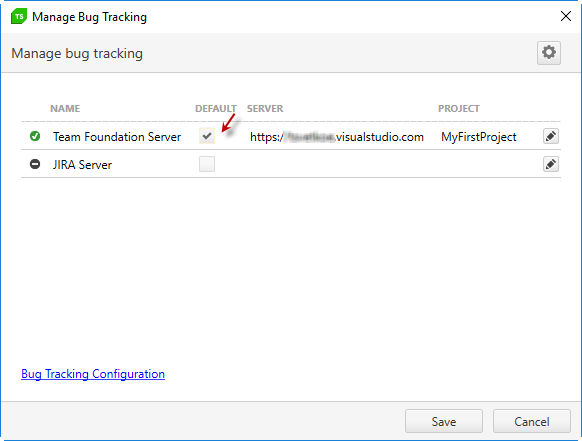 TS Manage Bug Tracking
Manage bug tracking
NAME DEFAULT SERVER PROJECT
Team Foundation Server https:/ .visualstudio.com MyFirstProject
JIRA Server
Bug Tracking Configuration
Save Cancel